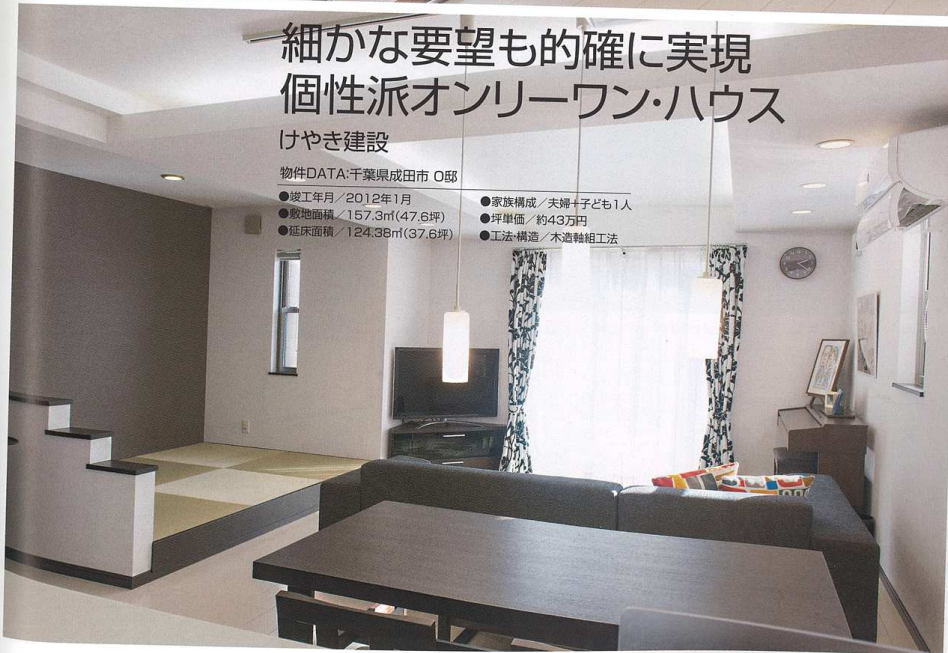 細かな要望も的確に実現
個性派オンリーワン・ハウス
けやき建設
物件DATA:千葉県成田市 O邸
●竣工年月/2012年1月
●敷地面積/157.3㎡(47.6坪)
●延床面積/124.38㎡(37.6坪)
●家族構成/夫婦+子ども1人
●坪単価/約43万円
●工法・構造/木造軸組工法